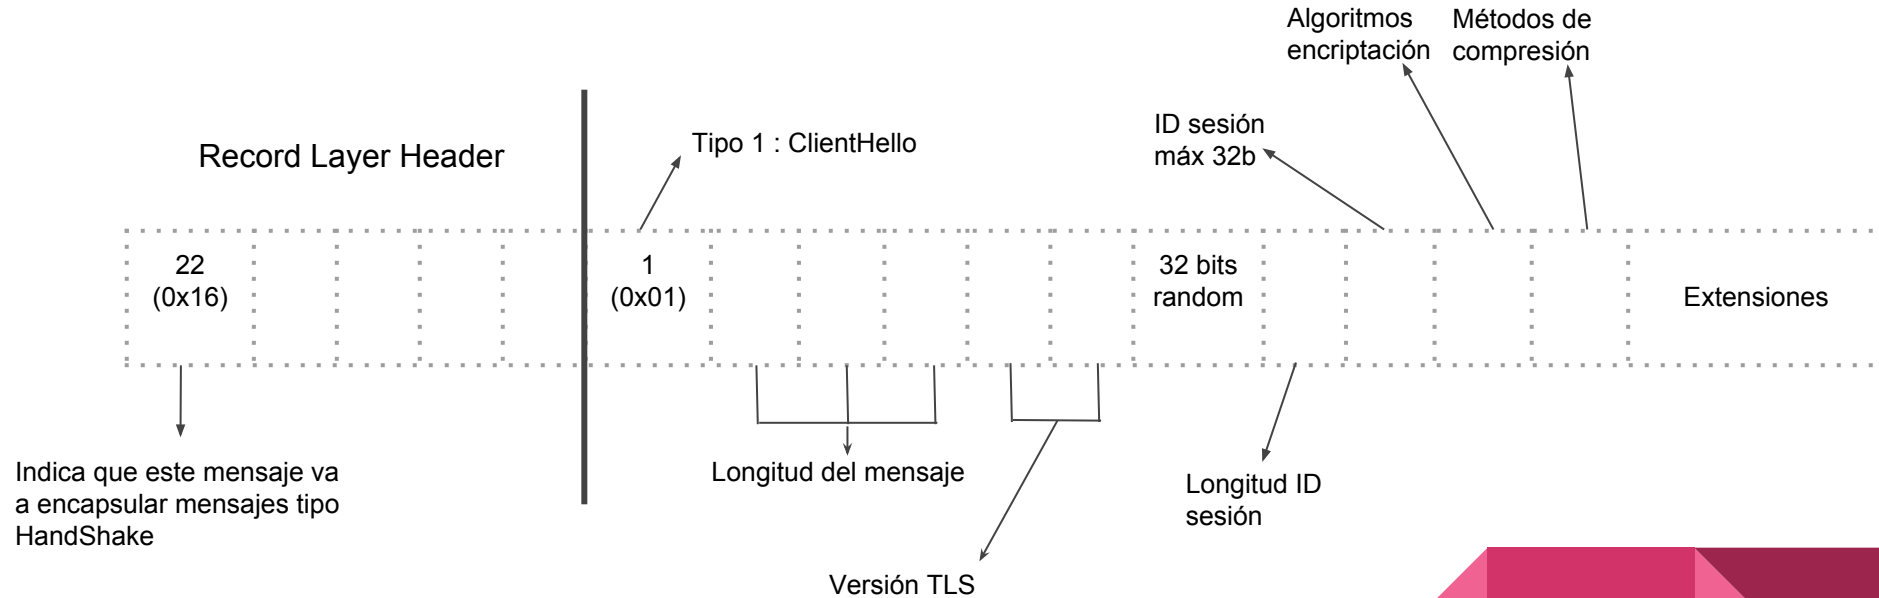 Algoritmos
encriptación
Métodos de
compresión
ID sesión
máx 32b
Tipo 1 : ClientHello
Record Layer Header
22
(0x16)
1
(0x01)
32 bits
random
Extensiones
Indica que este mensaje va
a encapsular mensajes tipo
HandShake
Longitud del mensaje
Longitud ID
sesión
Versión TLS